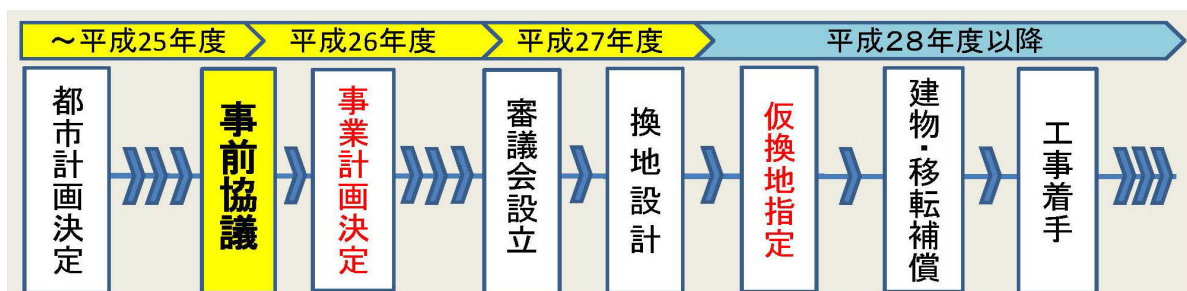 ～平成25年度
平成26年度
平成27年度
平成２８年度以降
都市計画決定
事前協議
事業計画決定
審議会設立
換地設計
仮換地指定
建物・移転補償
工事着手